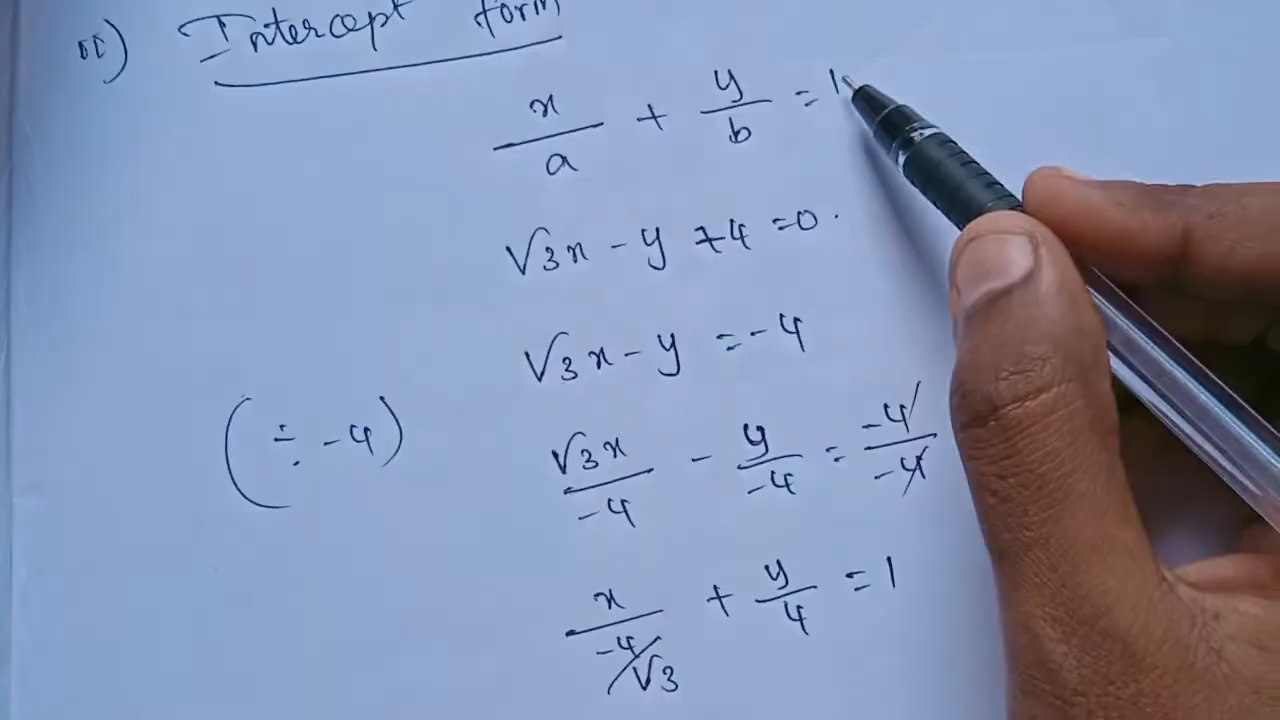 ii) Intercept form
x/a + y/b = 1
√3x - y + 4 = 0.
√3x - y = -4
(÷ -4) √3x/-4 - y/-4 = -4/-4
x/-4/√3 + y/4 = 1